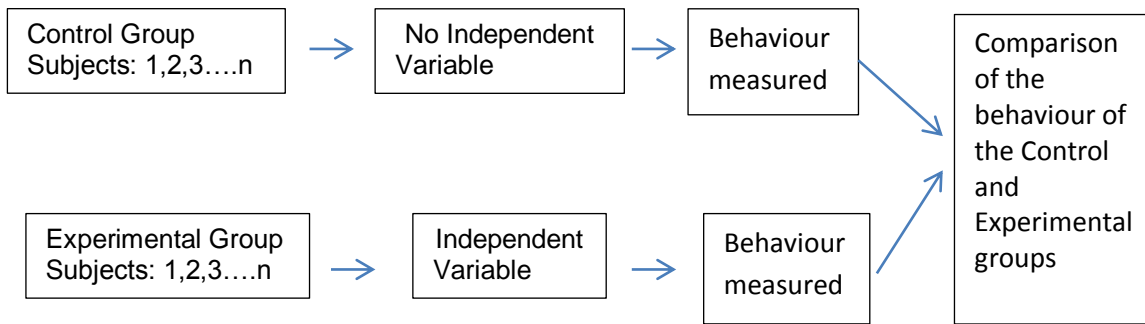 Control Group
Subjects: 1,2,3….n
No Independent
Variable
Behaviour
measured
Comparison
of the
behaviour of
the Control
and
Experimental
groups
Experimental Group
Subjects: 1,2,3….n
Independent
Variable
Behaviour
measured